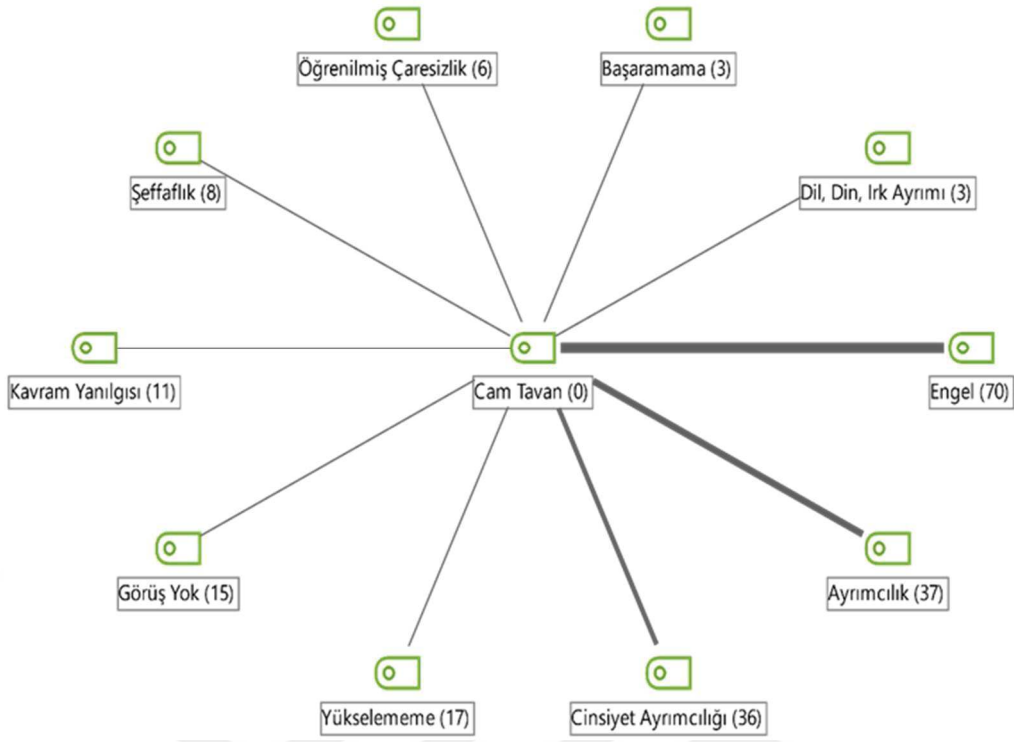 Öğrenilmiş Çaresizlik (6)
Başaramama (3)
Şeffaflık (8)
Dil, Din, Irk Ayrımı (3)
Kavram Yanılgısı (11)
Cam Tavan (0)
Engel (70)
Görüş Yok (15)
Ayrımcılık (37)
Yükselememe (17)
Cinsiyet Ayrımcılığı (36)